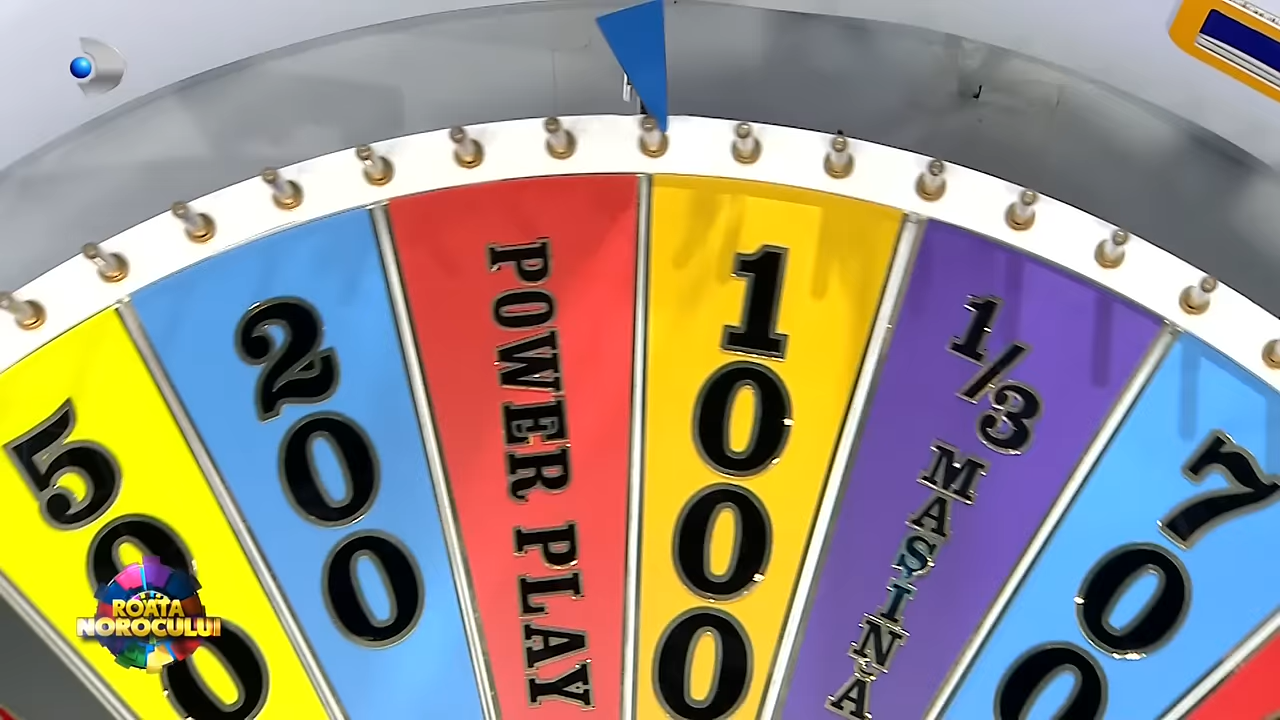 500
200
POWER PLAY
1000
1/3 MASINA
700
ROATA
NOROCULUI